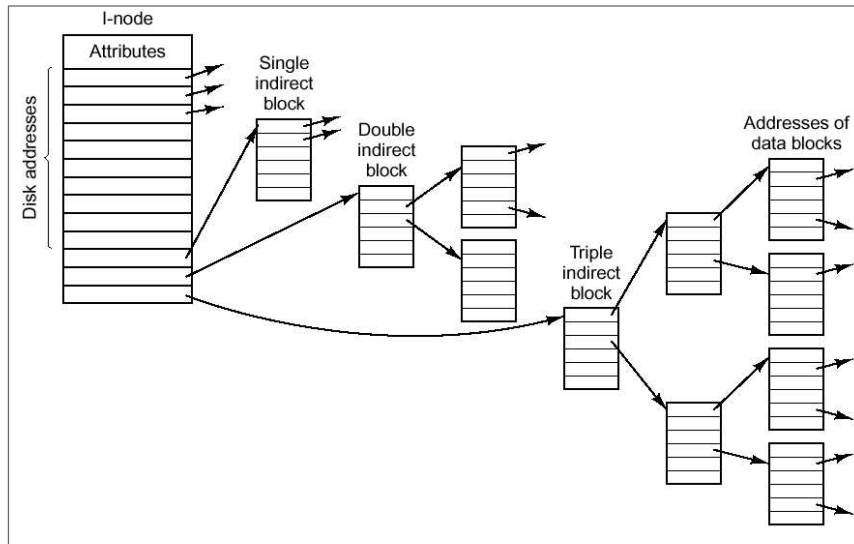 I-node
Attributes
Disk addresses
Single
indirect
block
Double
indirect
block
Triple
indirect
block
Addresses of
data blocks